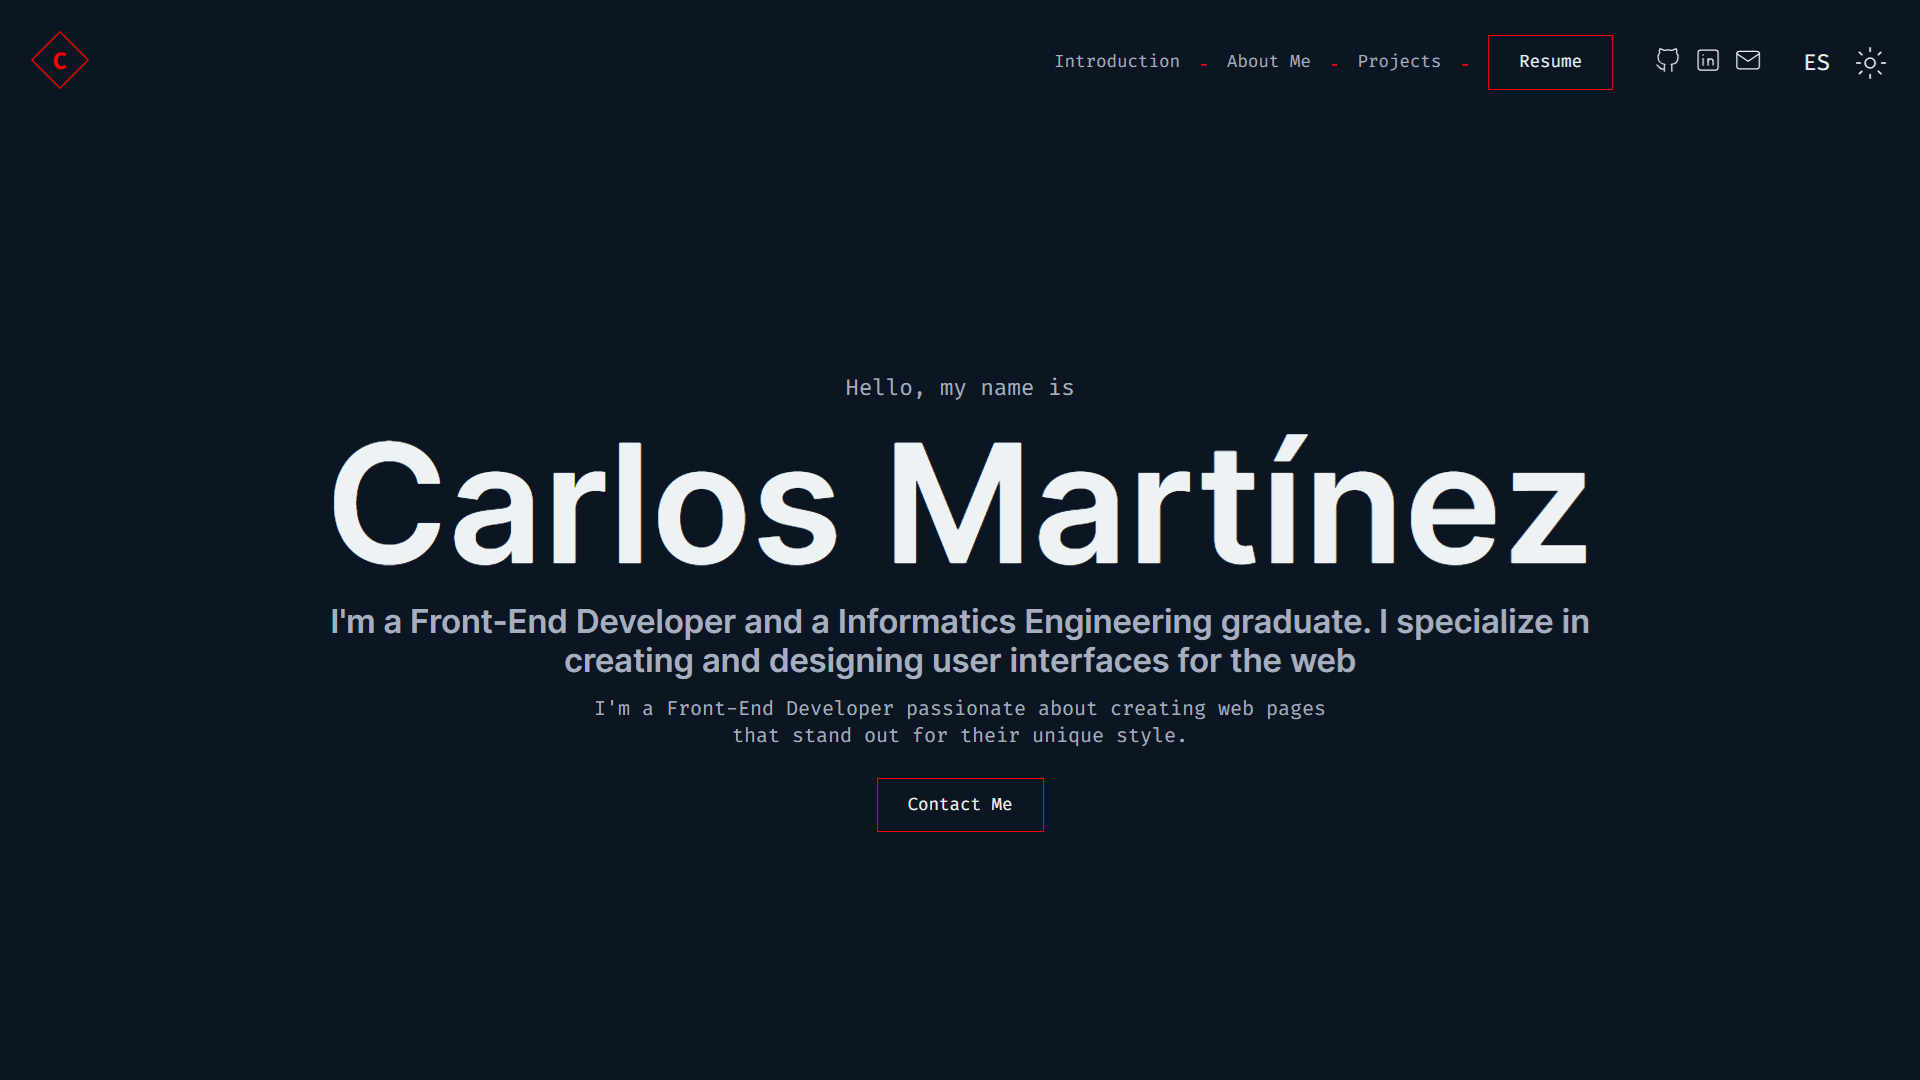 C
Introduction - About Me - Projects - Resume in ES
Hello, my name is
Carlos Martínez
I'm a Front-End Developer and a Informatics Engineering graduate. I specialize in
creating and designing user interfaces for the web
I'm a Front-End Developer passionate about creating web pages
that stand out for their unique style.
Contact Me